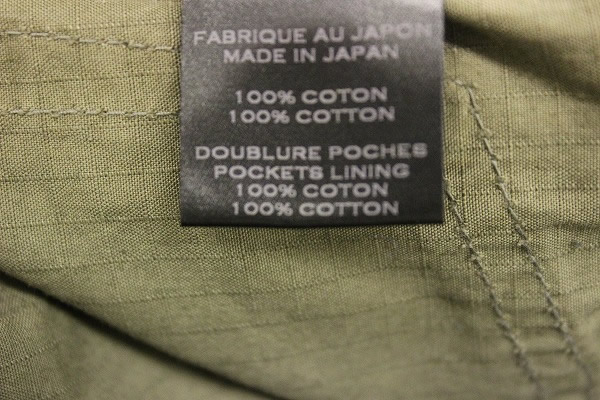 FABRIQUE AU JAPON
MADE IN JAPAN
100% COTON
100% COTTON
DOUBLURE POCHES
POCKETS LINING
100% COTON
100% COTTON